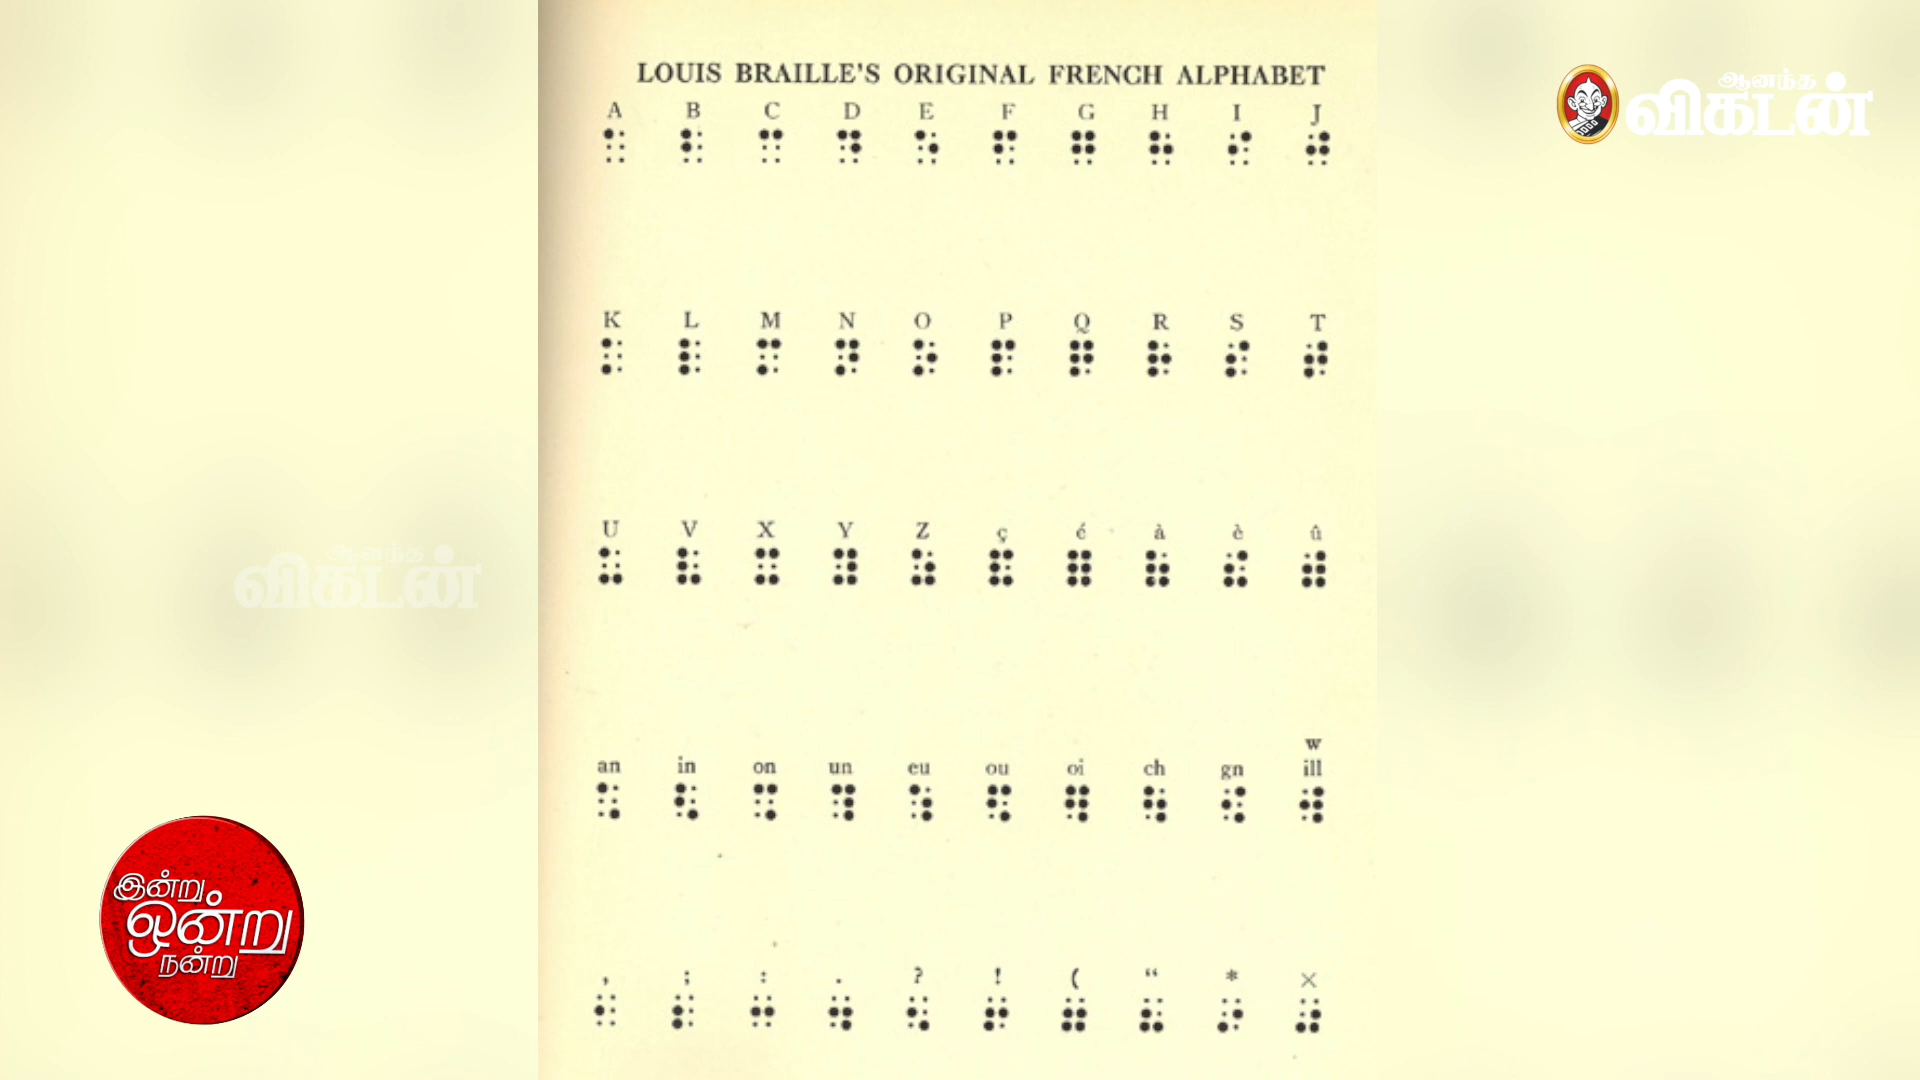 LOUIS BRAILLE'S ORIGINAL FRENCH ALPHABET
A B C D E F G H I J
K L M N O P Q R S T
U V X Y Z ç é à è û
w
an in on un eu ou oi ch gn ill
, ; : . ? ! ( “ * ×
ஆனந்த
விகடன்
ஆனந்த
விகடன்
இன்று
ஒன்று
நன்று